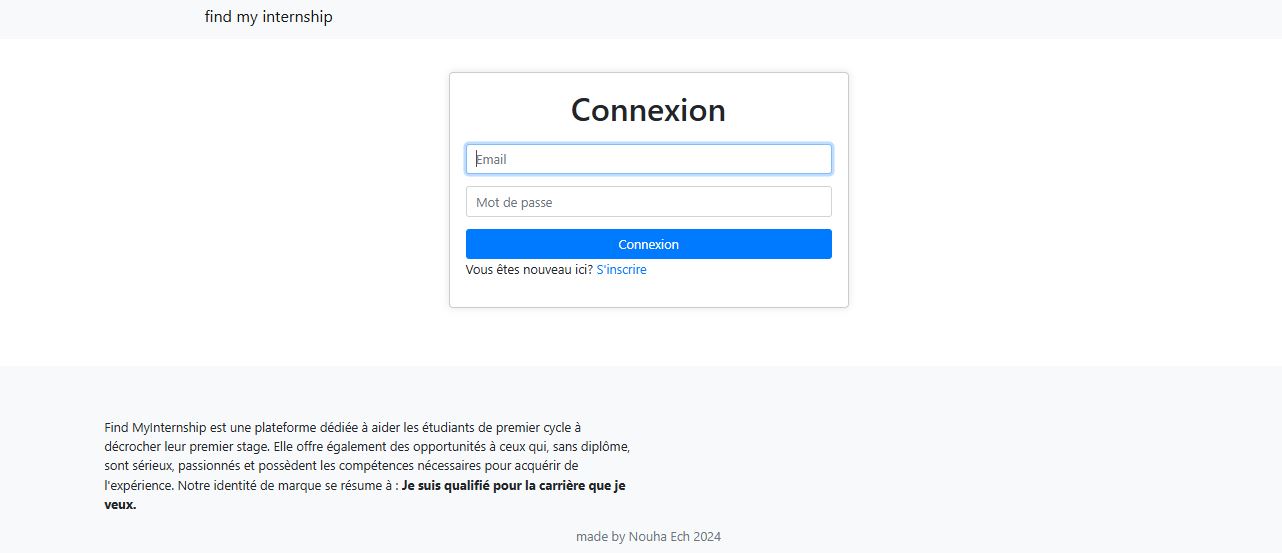 find my internship
Connexion
Email
Mot de passe
Connexion
Vous êtes nouveau ici? S'inscrire
Find MyInternship est une plateforme dédiée à aider les étudiants de premier cycle à
décrocher leur premier stage. Elle offre également des opportunités à ceux qui, sans diplôme,
sont sérieux, passionnés et possèdent les compétences nécessaires pour acquérir de
l'expérience. Notre identité de marque se résume à : Je suis qualifié pour la carrière que je
veux.
made by Nouha Ech 2024